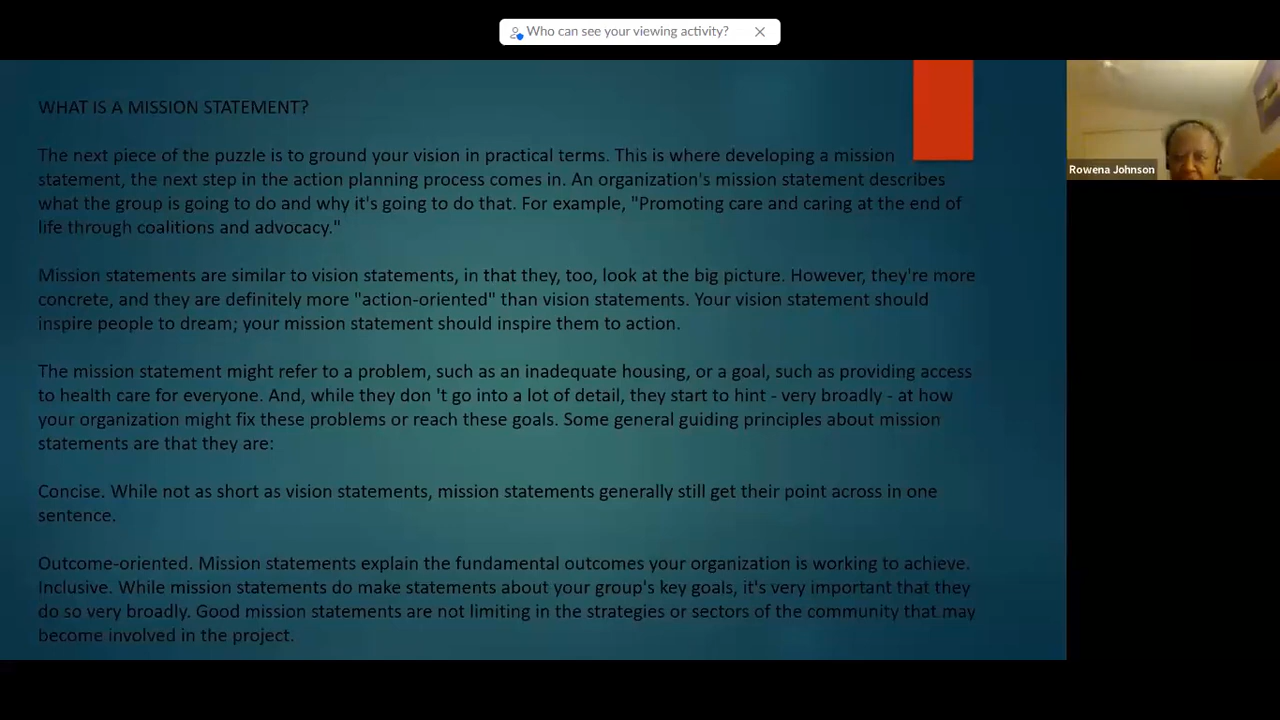 Who can see your viewing activity?
WHAT IS A MISSION STATEMENT?
The next piece of the puzzle is to ground your vision in practical terms. This is where developing a mission
statement, the next step in the action planning process comes in. An organization's mission statement describes
what the group is going to do and why it's going to do that. For example, "Promoting care and caring at the end of
life through coalitions and advocacy."
Mission statements are similar to vision statements, in that they, too, look at the big picture. However, they're more
concrete, and they are definitely more "action-oriented" than vision statements. Your vision statement should
inspire people to dream; your mission statement should inspire them to action.
The mission statement might refer to a problem, such as an inadequate housing, or a goal, such as providing access
to health care for everyone. And, while they don 't go into a lot of detail, they start to hint - very broadly - at how
your organization might fix these problems or reach these goals. Some general guiding principles about mission
statements are that they are:
Concise. While not as short as vision statements, mission statements generally still get their point across in one
sentence.
Outcome-oriented. Mission statements explain the fundamental outcomes your organization is working to achieve.
Inclusive. While mission statements do make statements about your group's key goals, it's very important that they
do so very broadly. Good mission statements are not limiting in the strategies or sectors of the community that may
become involved in the project.
Rowena Johnson